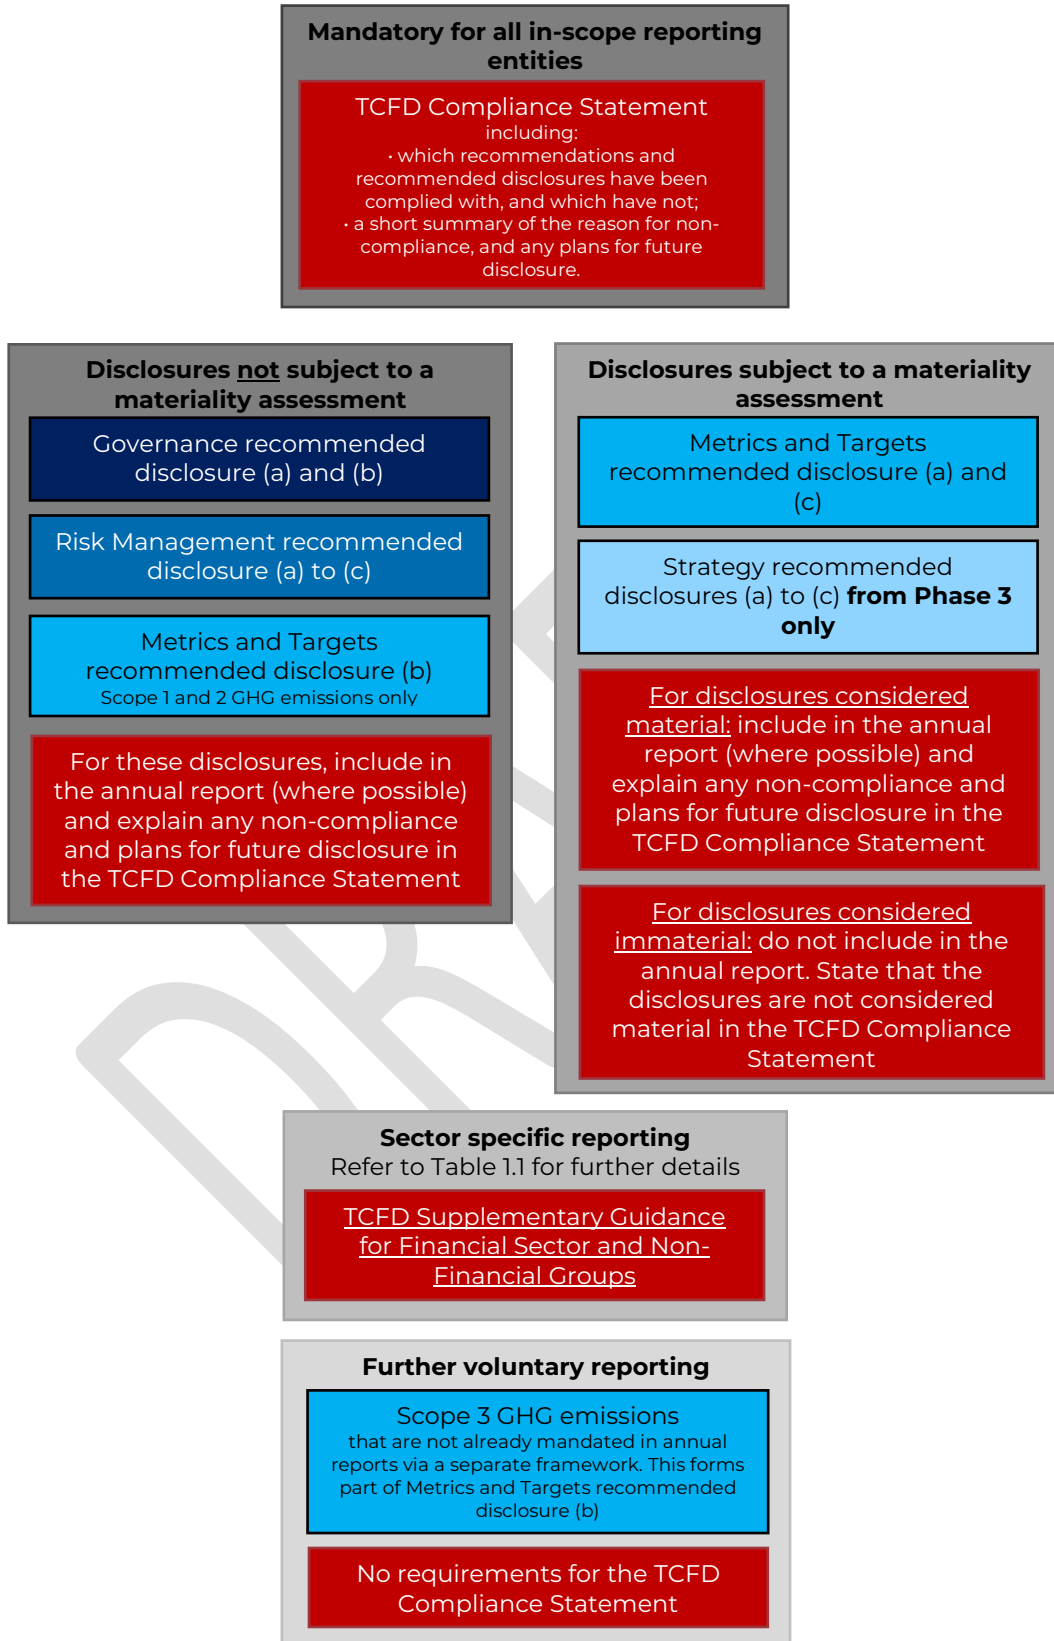 Mandatory for all in-scope reporting
entities
TCFD Compliance Statement
including:
• which recommendations and
recommended disclosures have been
complied with, and which have not;
• a short summary of the reason for non-
compliance, and any plans for future
disclosure.
Disclosures not subject to a
materiality assessment
Governance recommended
disclosure (a) and (b)
Risk Management recommended
disclosure (a) to (c)
Metrics and Targets
recommended disclosure (b)
Scope 1 and 2 GHG emissions only
For these disclosures, include in
the annual report (where possible)
and explain any non-compliance
and plans for future disclosure in
the TCFD Compliance Statement
Disclosures subject to a materiality
assessment
Metrics and Targets
recommended disclosure (a) and
(c)
Strategy recommended
disclosures (a) to (c) from Phase 3
only
For disclosures considered
material: include in the annual
report (where possible) and
explain any non-compliance and
plans for future disclosure in the
TCFD Compliance Statement
For disclosures considered
immaterial: do not include in the
annual report. State that the
disclosures are not considered
material in the TCFD Compliance
Statement
Sector specific reporting
Refer to Table 1.1 for further details
TCFD Supplementary Guidance
for Financial Sector and Non-
Financial Groups
Further voluntary reporting
Scope 3 GHG emissions
that are not already mandated in annual
reports via a separate framework. This forms
part of Metrics and Targets recommended
disclosure (b)
No requirements for the TCFD
Compliance Statement